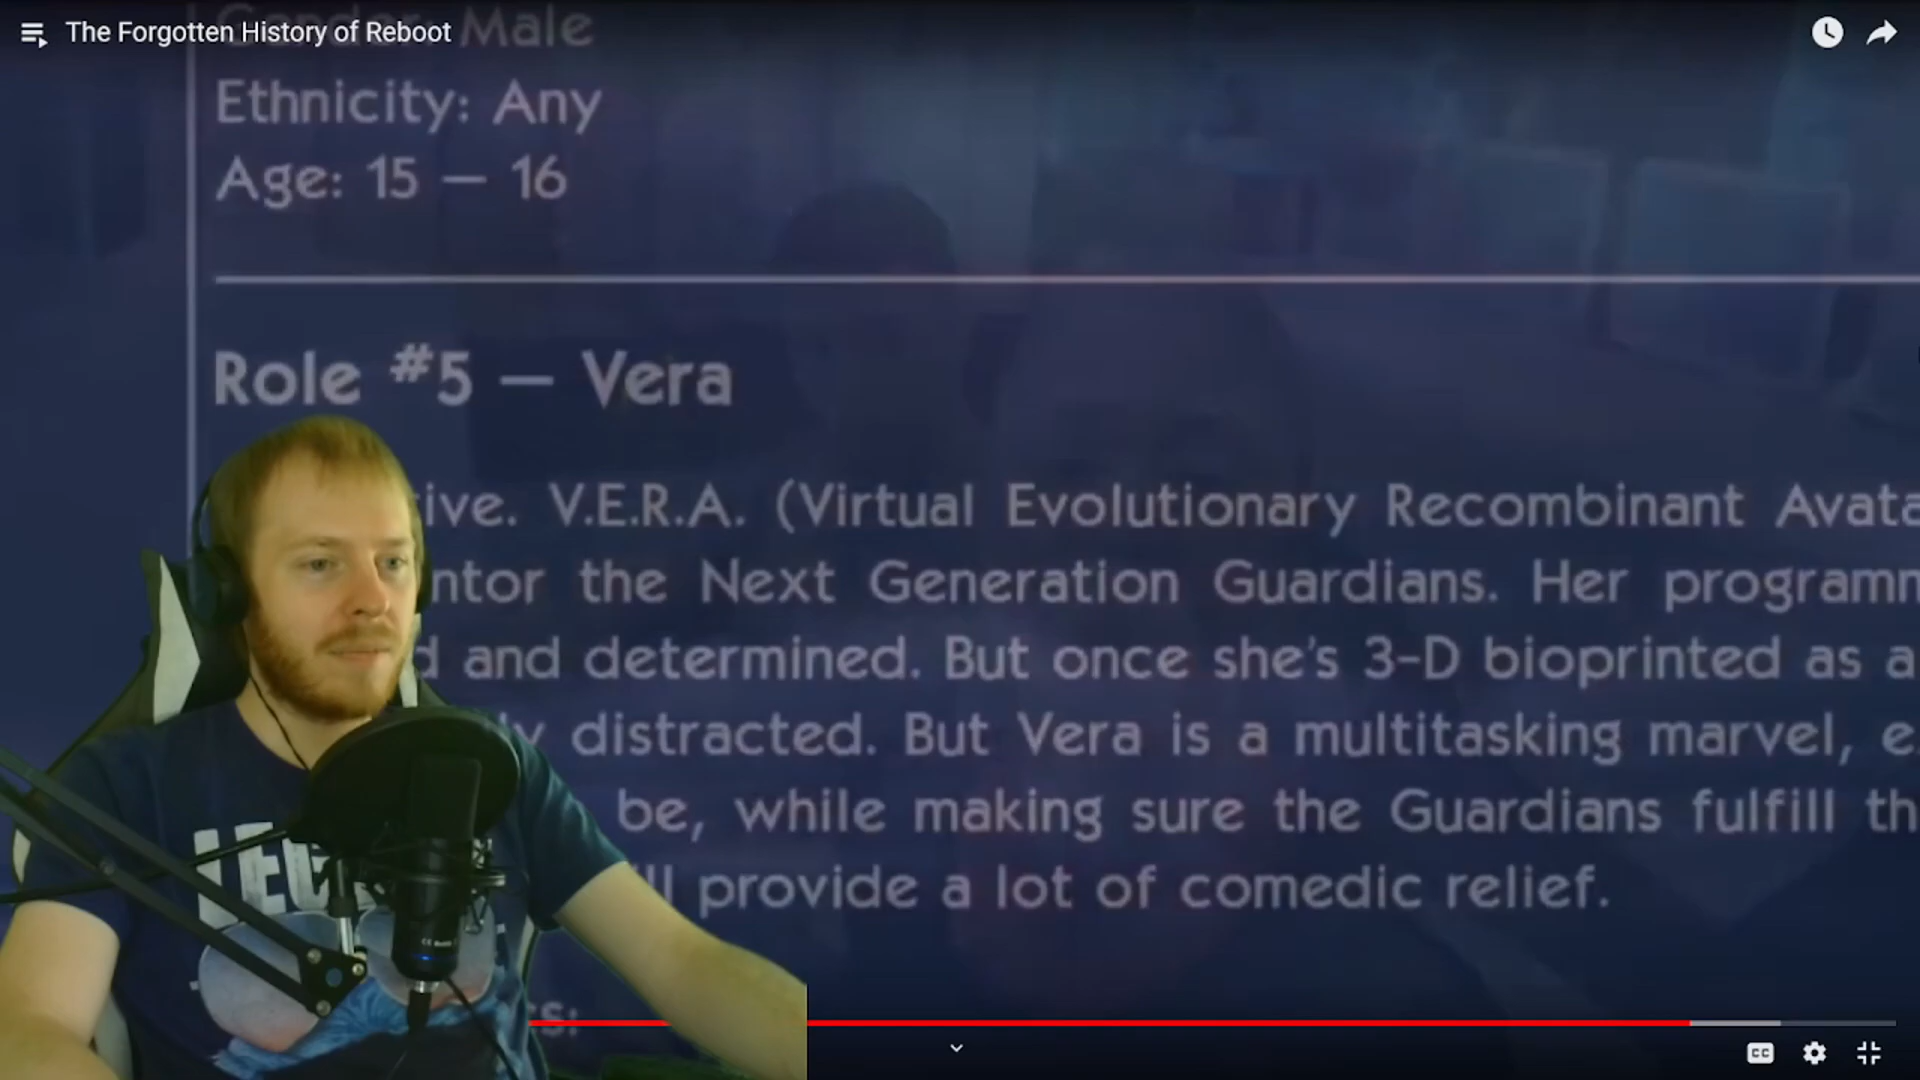 The Forgotten History of Reboot
Gender: Male
Ethnicity: Any
Age: 15 — 16
Role #5 — Vera
V.E.R.A. (Virtual Evolutionary Recombinant
the Next Generation Guardians. Her
and determined. But once she's 3-D bioprinted as
distracted. But Vera is a multitasking marvel,
be, while making sure the Guardians fulfill
provide a lot of comedic relief.
CC